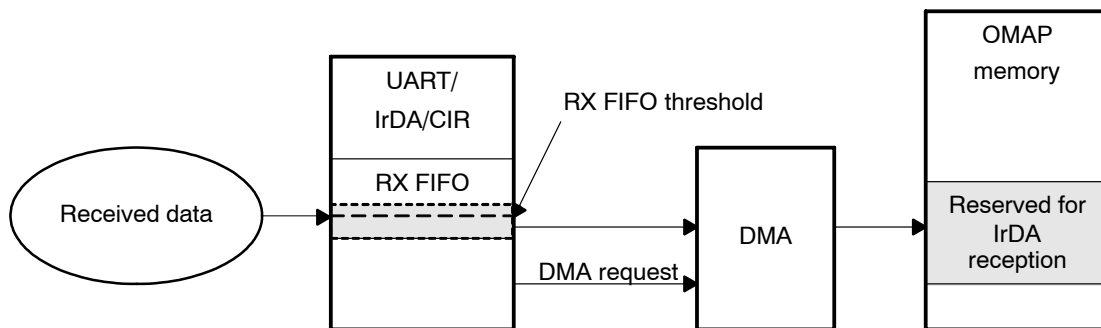 OMAP
memory
UART/
IrDA/CIR
RX FIFO threshold
RX FIFO
Received data
DMA
Reserved for
IrDA
reception
DMA request